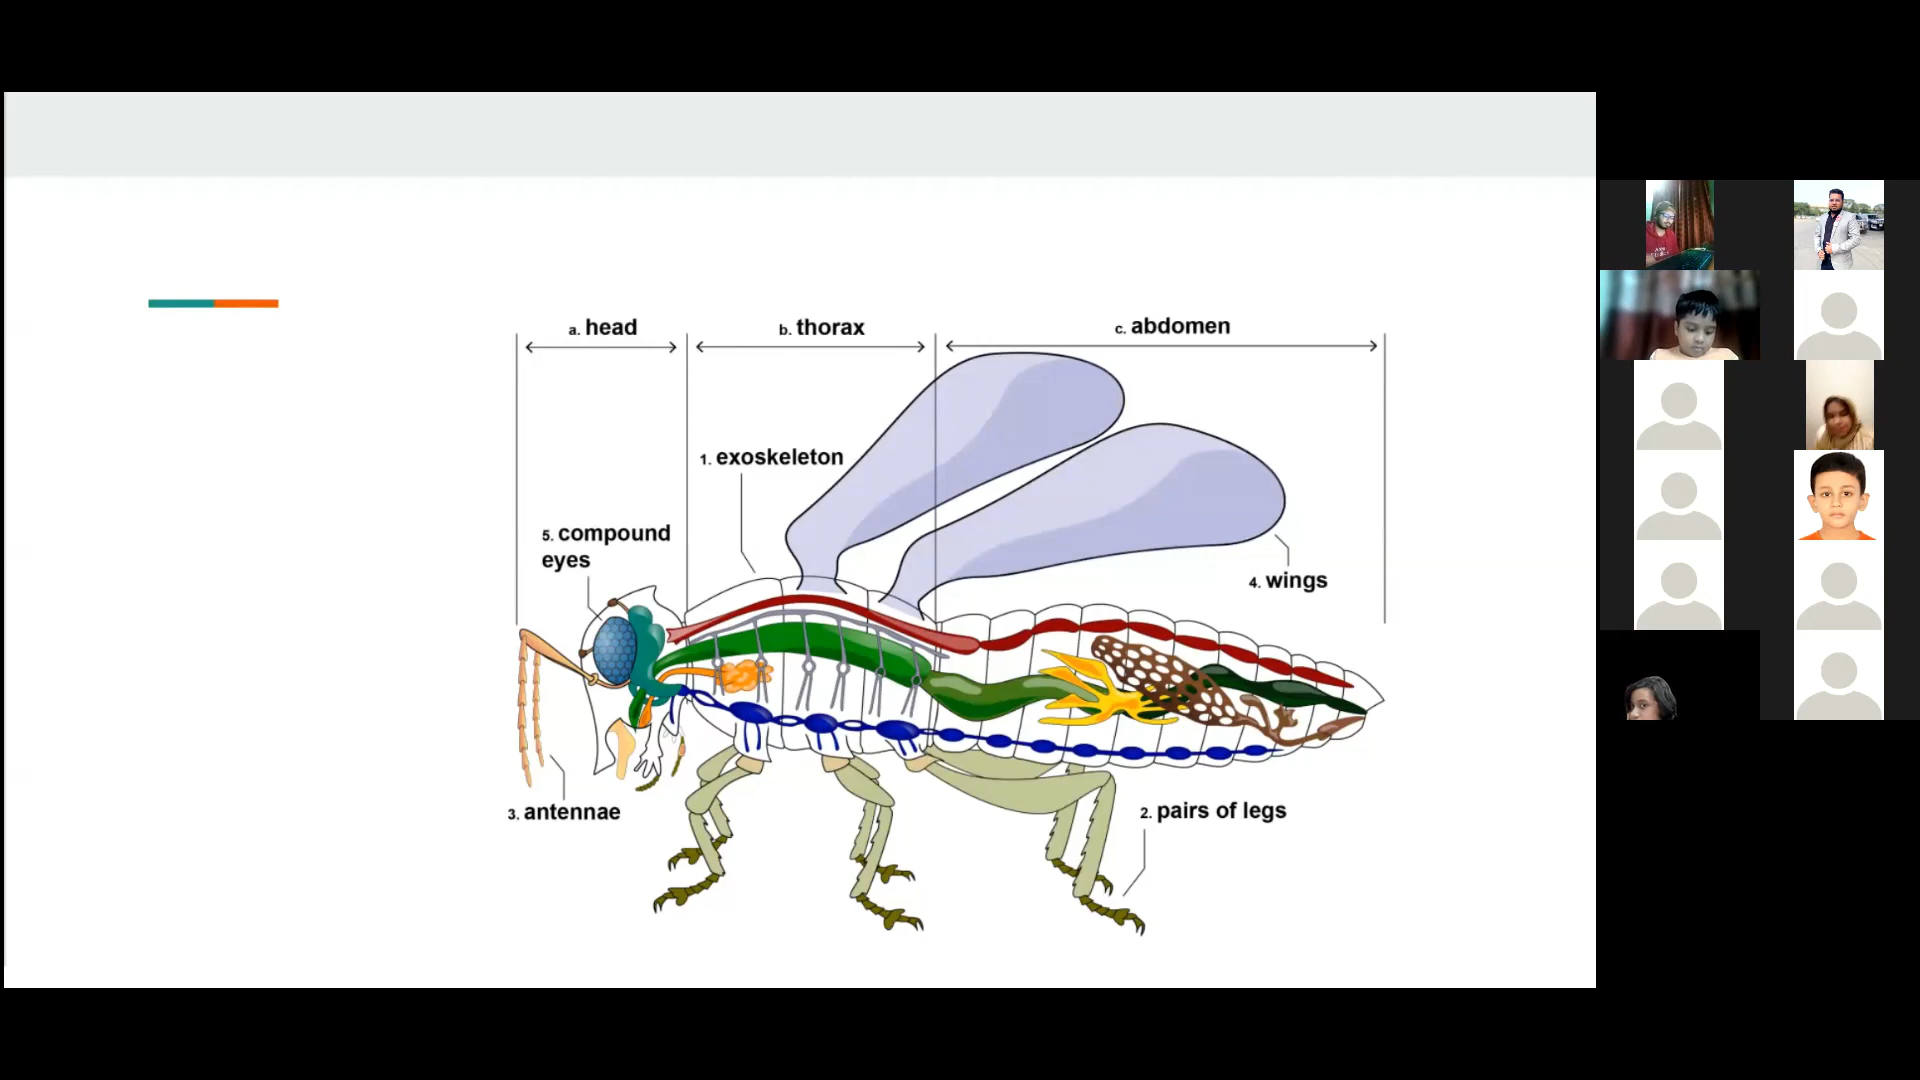 a. head
b. thorax
c. abdomen
1. exoskeleton
5. compound
eyes
4. wings
3. antennae
2. pairs of legs